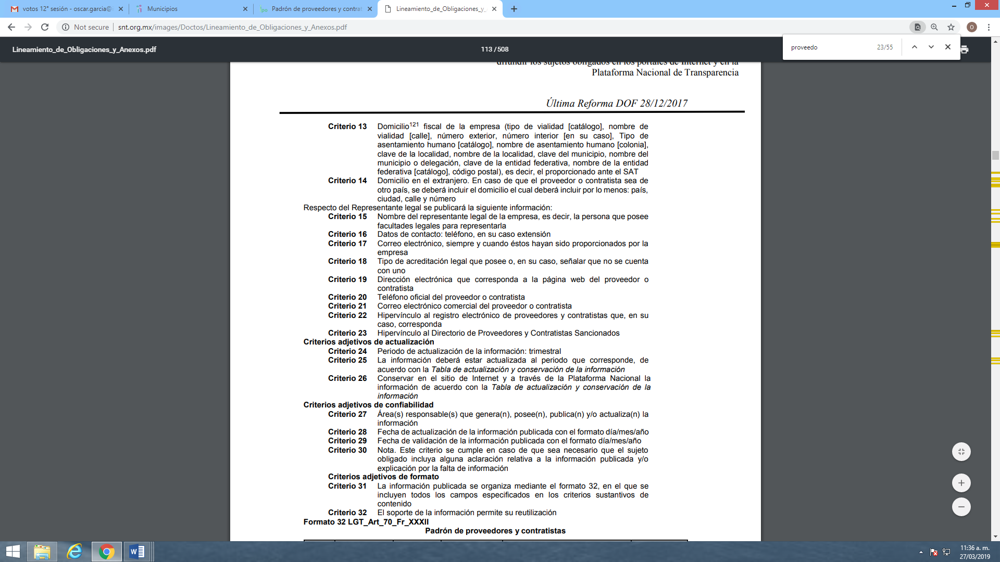 votos 12° sesión - oscar.garcia@
Municipios
Padrón de proveedores y contrat
Lineamiento_de_Obligaciones_y_
Not secure
snt.org.mx/images/Doctos/Lineamiento_de_Obligaciones_y_Anexos.pdf
O
Lineamiento_de_Obligaciones_y_Anexos.pdf
113 / 508
proveedo
23/55
difundir los sujetos obligados en los portales de Internet y en la
Plataforma Nacional de Transparencia
Última Reforma DOF 28/12/2017
Criterio 13 Domicilio121 fiscal de la empresa (tipo de vialidad [catálogo], nombre de
vialidad [calle], número exterior, número interior [en su caso], Tipo de
asentamiento humano [catálogo], nombre de asentamiento humano [colonia],
clave de la localidad, nombre de la localidad, clave del municipio, nombre del
municipio o delegación, clave de la entidad federativa, nombre de la entidad
federativa [catálogo], código postal), es decir, el proporcionado ante el SAT
Criterio 14 Domicilio en el extranjero. En caso de que el proveedor o contratista sea de
otro país, se deberá incluir el domicilio el cual deberá incluir por lo menos: país,
ciudad, calle y número
Respecto del Representante legal se publicará la siguiente información:
Criterio 15 Nombre del representante legal de la empresa, es decir, la persona que posee
facultades legales para representarla
Criterio 16 Datos de contacto: teléfono, en su caso extensión
Criterio 17 Correo electrónico, siempre y cuando éstos hayan sido proporcionados por la
empresa
Criterio 18 Tipo de acreditación legal que posee o, en su caso, señalar que no se cuenta
con uno
Criterio 19 Dirección electrónica que corresponda a la página web del proveedor o
contratista
Criterio 20 Teléfono oficial del proveedor o contratista
Criterio 21 Correo electrónico comercial del proveedor o contratista
Criterio 22 Hipervínculo al registro electrónico de proveedores y contratistas que, en su
caso, corresponda
Criterio 23 Hipervínculo al Directorio de Proveedores y Contratistas Sancionados
Criterios adjetivos de actualización
Criterio 24 Periodo de actualización de la información: trimestral
Criterio 25 La información deberá estar actualizada al periodo que corresponde, de
acuerdo con la Tabla de actualización y conservación de la información
Criterio 26 Conservar en el sitio de Internet y a través de la Plataforma Nacional la
información de acuerdo con la Tabla de actualización y conservación de la
información
Criterios adjetivos de confiabilidad
Criterio 27 Área(s) responsable(s) que genera(n), posee(n), publica(n) y/o actualiza(n) la
información
Criterio 28 Fecha de actualización de la información publicada con el formato día/mes/año
Criterio 29 Fecha de validación de la información publicada con el formato día/mes/año
Criterio 30 Nota. Este criterio se cumple en caso de que sea necesario que el sujeto
obligado incluya alguna aclaración relativa a la información publicada y/o
explicación por la falta de información
Criterios adjetivos de formato
Criterio 31 La información publicada se organiza mediante el formato 32, en el que se
incluyen todos los campos especificados en los criterios sustantivos de
contenido
Criterio 32 El soporte de la información permite su reutilización
Formato 32 LGT_Art_70_Fr_XXXII
Padrón de proveedores y contratistas
11:36 a. m.
27/03/2019